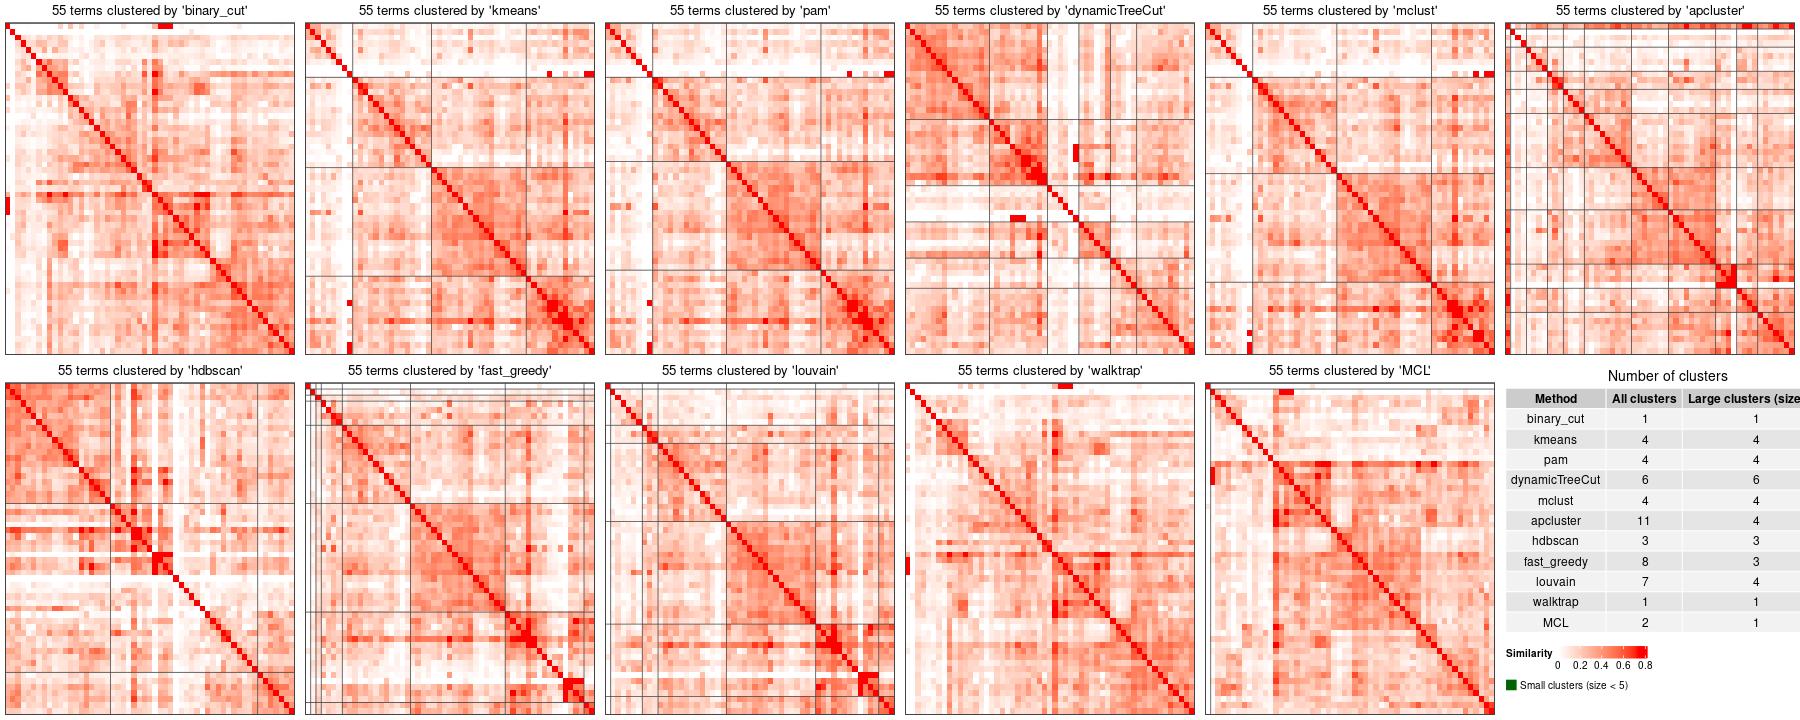 55 terms clustered by 'binary_cut'
55 terms clustered by 'kmeans'
55 terms clustered by 'pam'
55 terms clustered by 'dynamicTreeCut'
55 terms clustered by 'mclust'
55 terms clustered by 'apcluster'
55 terms clustered by 'hdbscan'
55 terms clustered by 'fast_greedy'
55 terms clustered by 'louvain'
55 terms clustered by 'walktrap'
55 terms clustered by 'MCL'
Number of clusters
Method All clusters Large clusters (size
binary_cut 1 1
kmeans 4 4
pam 4 4
dynamicTreeCut 6 6
mclust 4 4
apcluster 11 4
hdbscan 3 3
fast_greedy 8 3
louvain 7 4
walktrap 1 1
MCL 2 1
Similarity
0 0.2 0.4 0.6 0.8
Small clusters (size < 5)